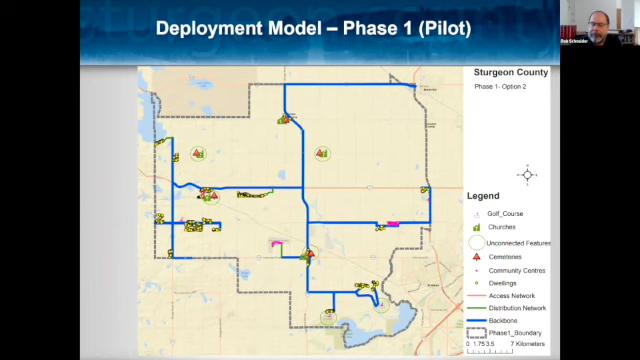 Deployment Model – Phase 1 (Pilot)
Bob Schneider
Sturgeon County
Phase 1- Option 2
Legend
Golf_Course
Churches
Unconnected Features
Cemeteries
Community Centres
Dwellings
Access Network
Distribution Network
Backbone
Phase1_Boundary
0 1.75 3.5 7 Kilometers